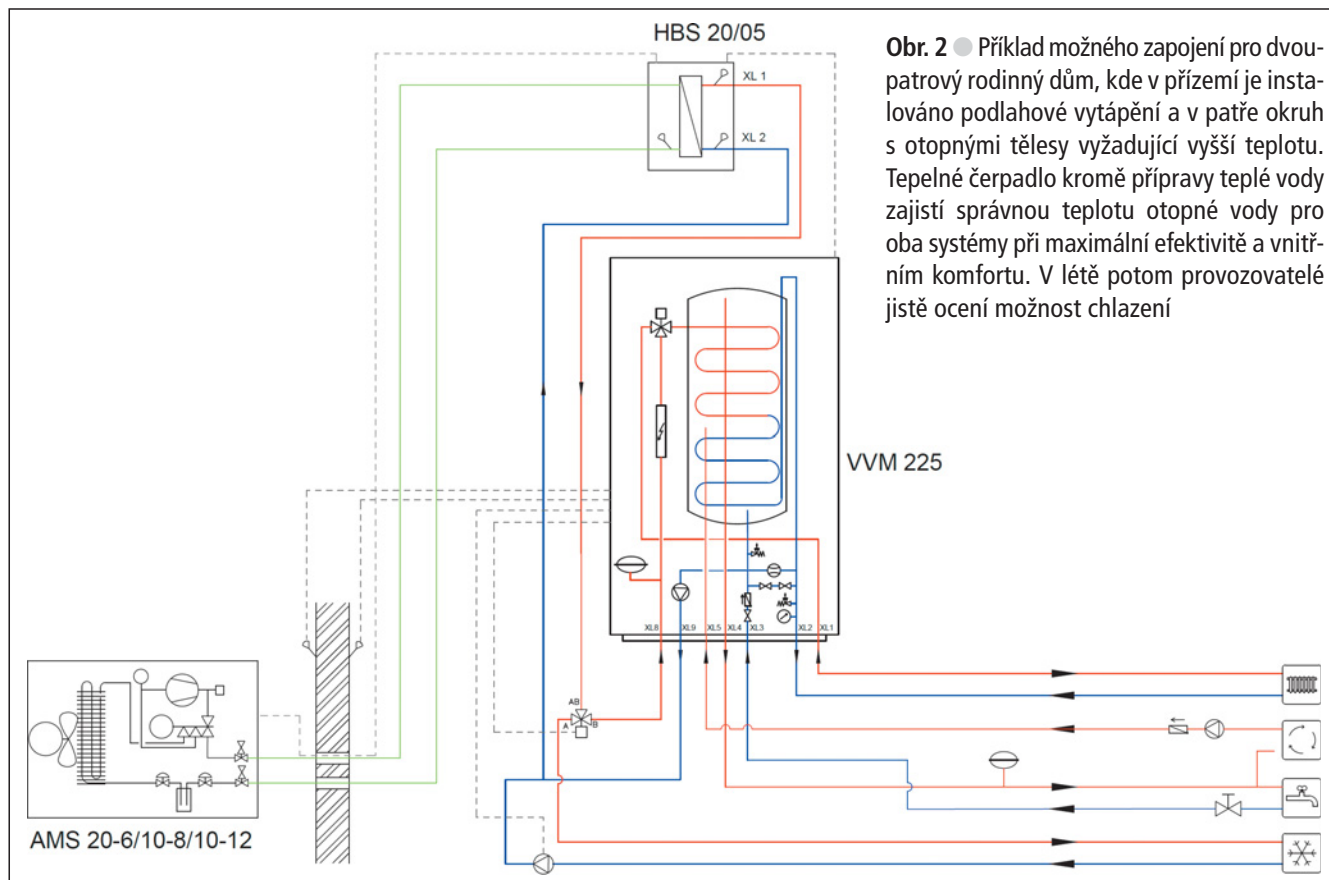 HBS 20/05
XL 1
XL 2
Obr. 2 ● Příklad možného zapojení pro dvou-
patrový rodinný dům, kde v přízemí je insta-
lováno podlahové vytápění a v patře okruh
s otopnými tělesy vyžadující vyšší teplotu.
Tepelné čerpadlo kromě přípravy teplé vody
zajistí správnou teplotu otopné vody pro
oba systémy při maximální efektivitě a vnitř-
ním komfortu. V létě potom provozovatelé
jistě ocení možnost chlazení
VVM 225
XL8 XL9 XL5 XL4 XL3 XL2 XL1
AB
A B
AMS 20-6/10-8/10-12